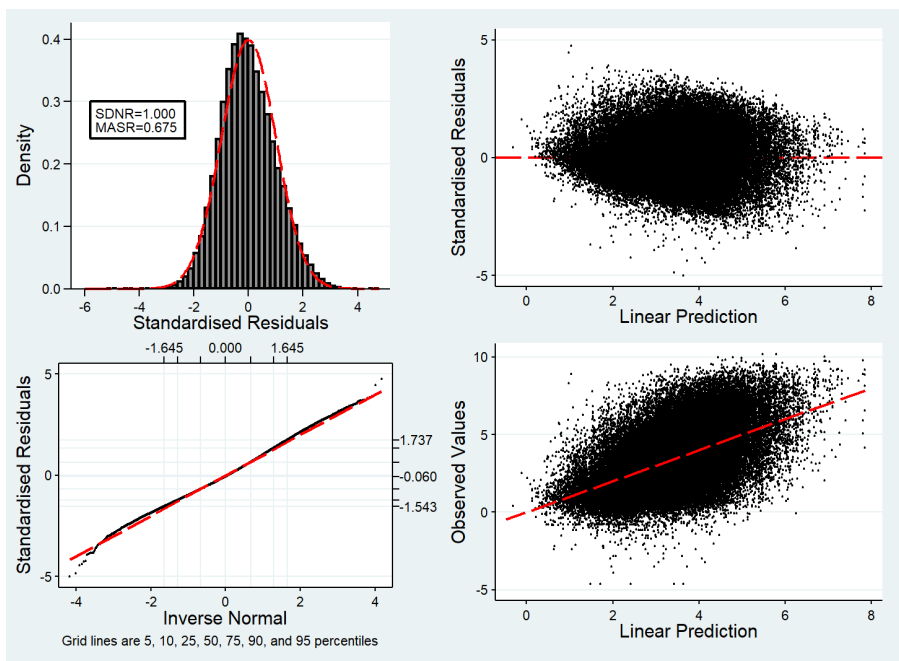 0.4
0.3
0.2
0.1
0.0
Density
SDNR=1.000
MASR=0.675
-6 -4 -2 0 2 4
Standardised Residuals
5
0
-5
Standardised Residuals
0 2 4 6 8
Linear Prediction
-1.645 0.000 1.645
5
0
-5
Standardised Residuals
1.737
-0.060
-1.543
-4 -2 0 2 4
Inverse Normal
Grid lines are 5, 10, 25, 50, 75, 90, and 95 percentiles
10
5
0
-5
Observed Values
0 2 4 6 8
Linear Prediction